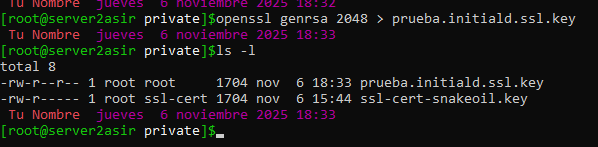 Tu Nombre  jueves  6 noviembre 2025 18:32
[root@server2asir private]$openssl genrsa 2048 > prueba.initiald.ssl.key
Tu Nombre  jueves  6 noviembre 2025 18:33
[root@server2asir private]$ls -l
total 8
-rw-r--r-- 1 root root     1704 nov  6 18:33 prueba.initiald.ssl.key
-rw-r----- 1 root ssl-cert 1704 nov  6 15:44 ssl-cert-snakeoil.key
Tu Nombre  jueves  6 noviembre 2025 18:33
[root@server2asir private]$